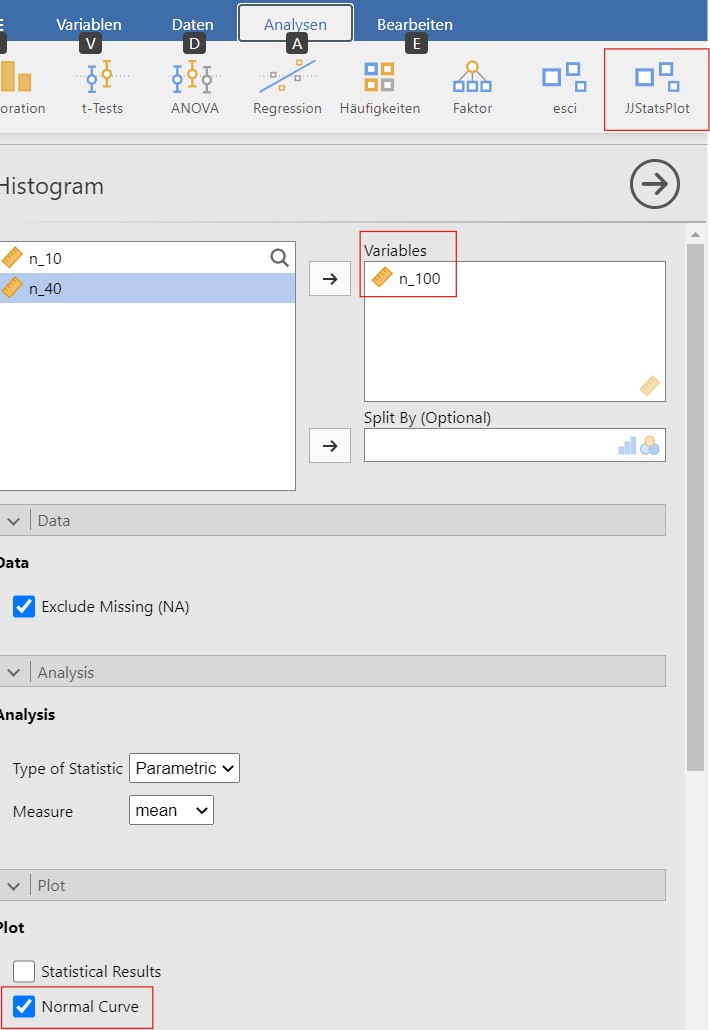 Variablen Daten Analysen Bearbeiten
V D A E
oration t-Tests ANOVA Regression Häufigkeiten Faktor esci JJStatsPlot
Histogram
n_10
n_40
Variables
n_100
Split By (Optional)
Data
Data
Exclude Missing (NA)
Analysis
Analysis
Type of Statistic Parametric
Measure mean
Plot
Plot
Statistical Results
Normal Curve